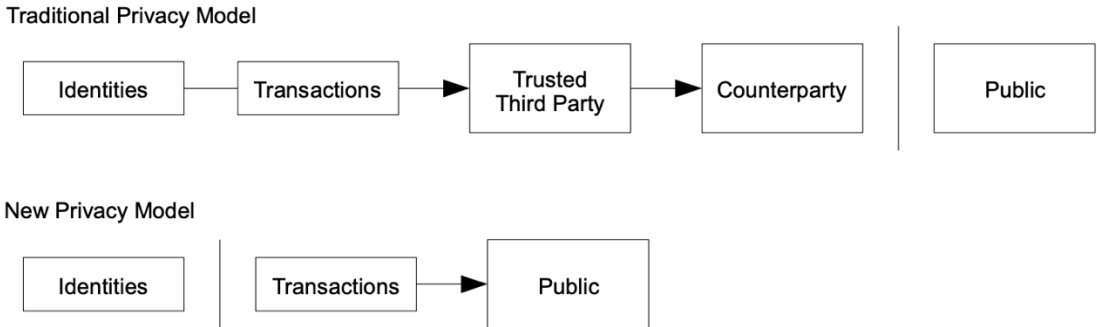 Traditional Privacy Model
Identities
Transactions
Trusted
Third Party
Counterparty
Public
New Privacy Model
Identities
Transactions
Public